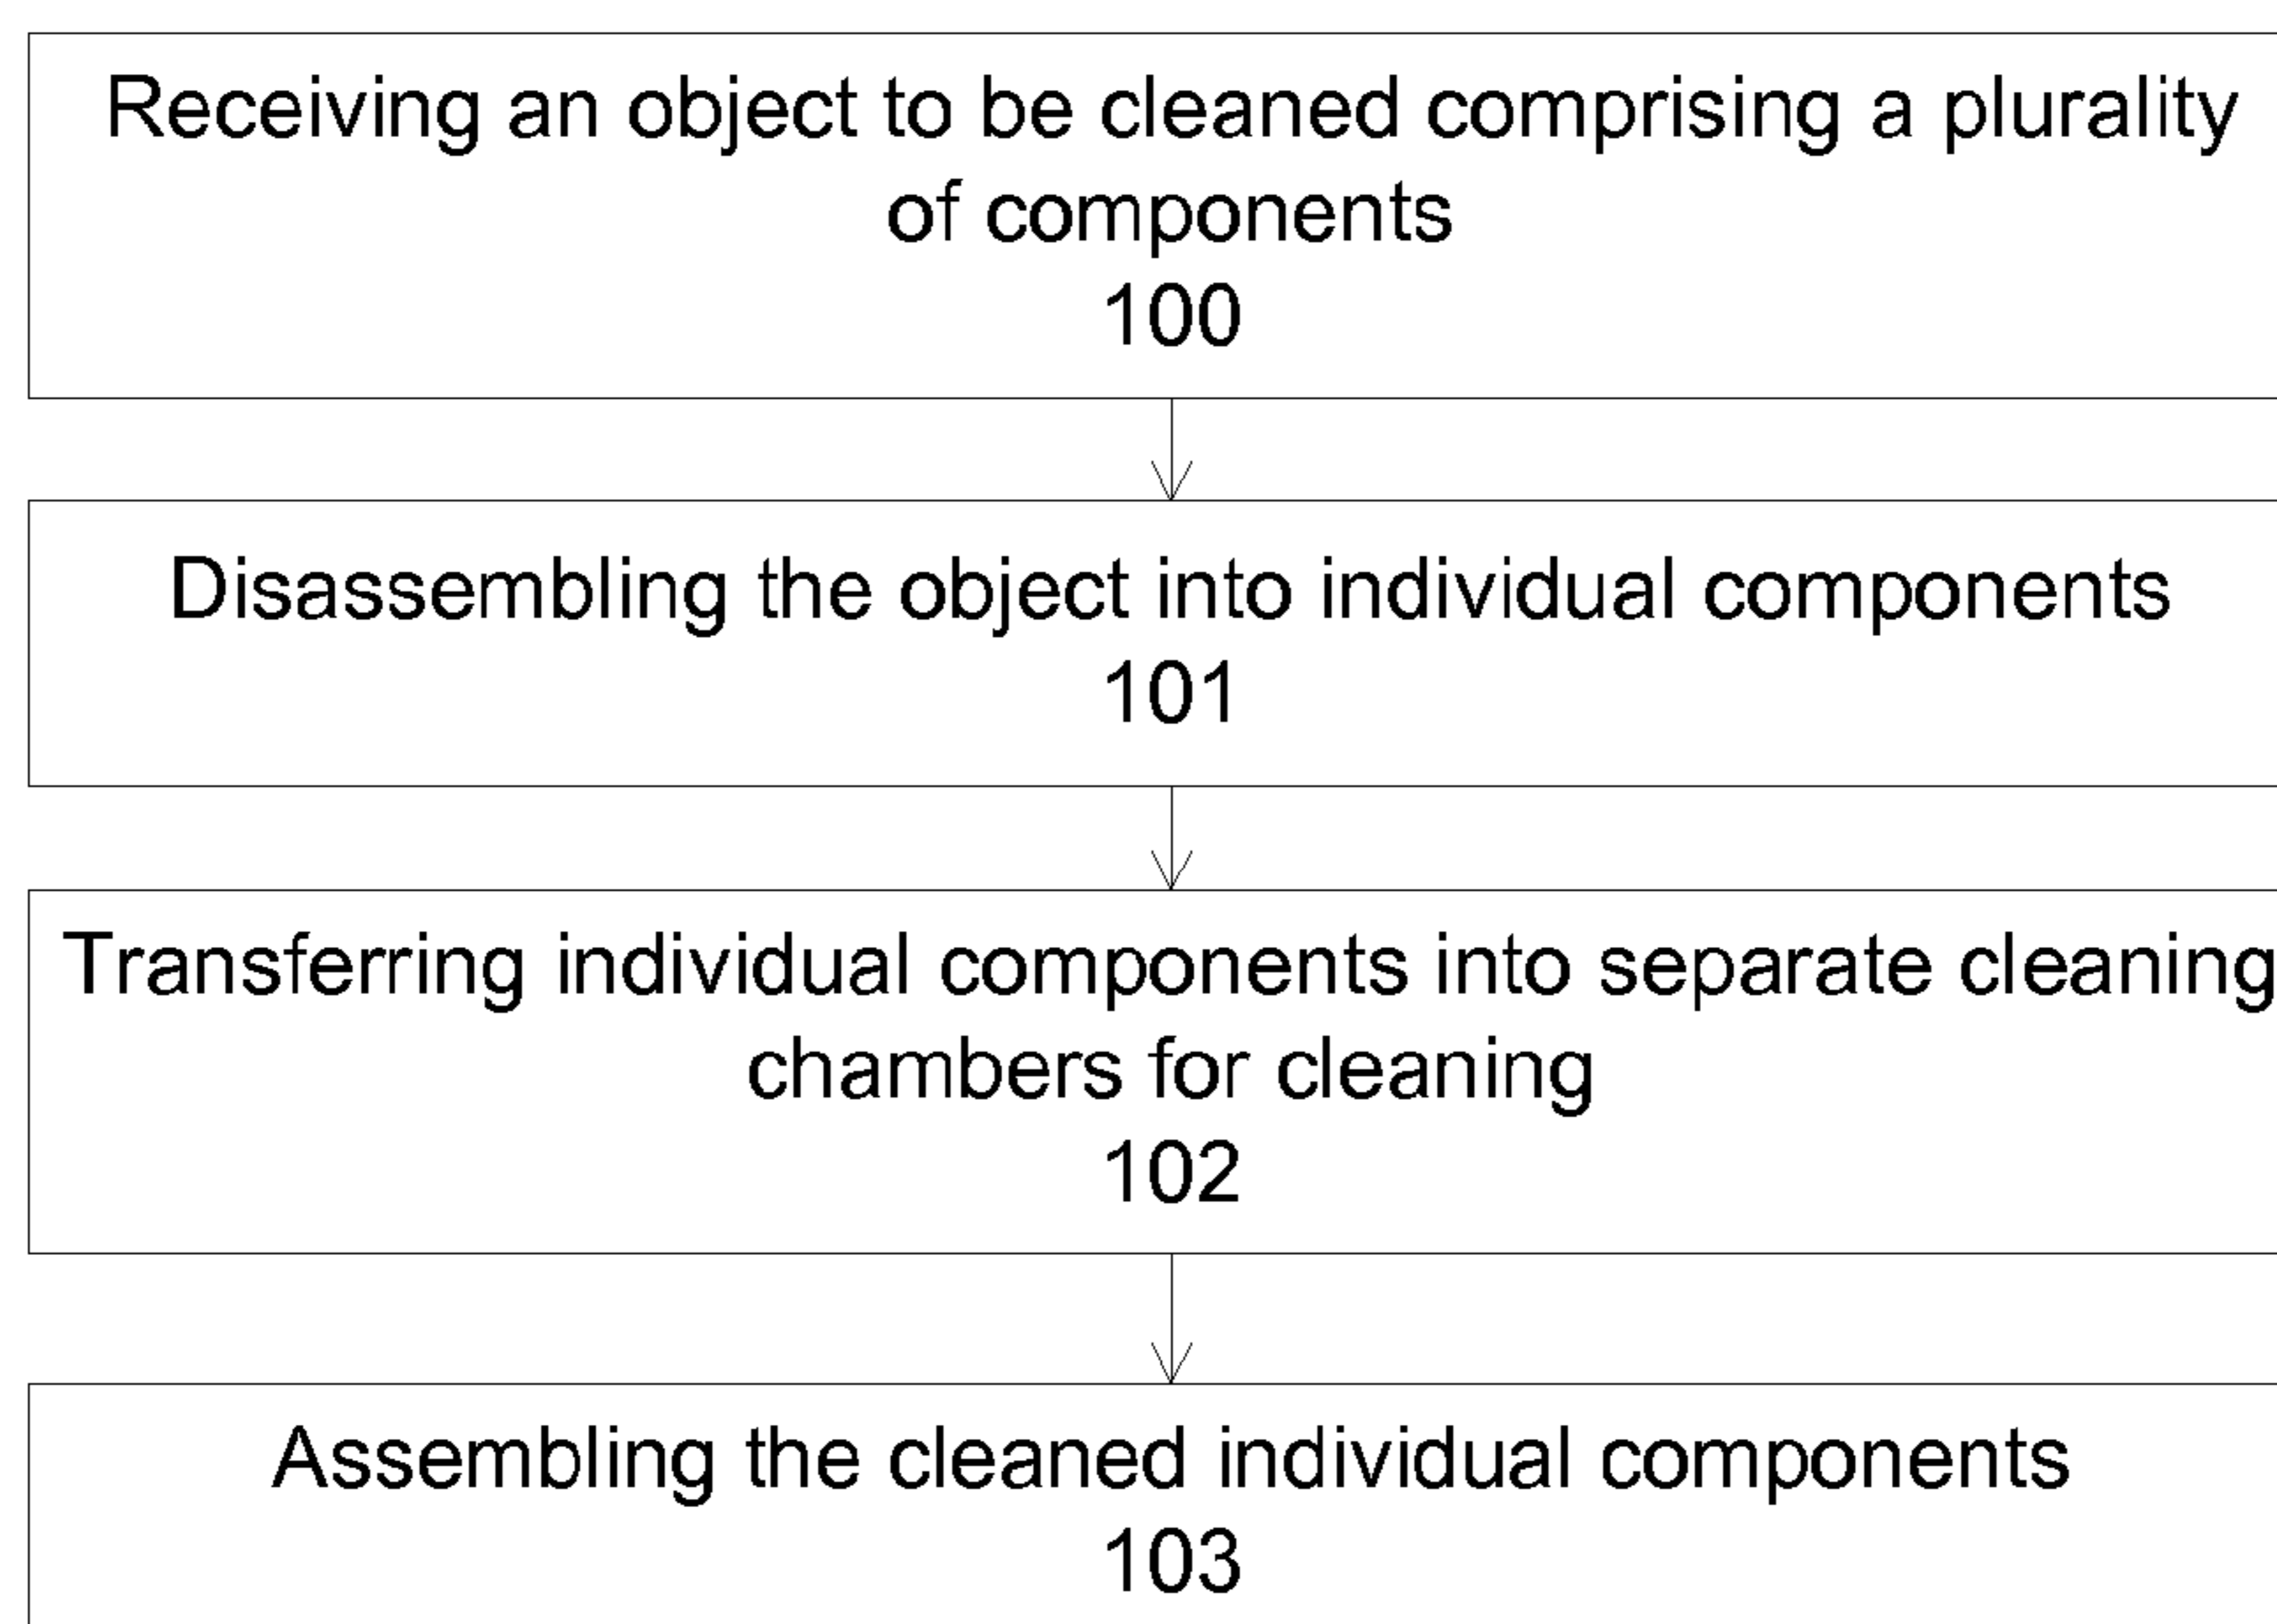 Receiving an object to be cleaned comprising a plurality
of components
100
Disassembling the object into individual components
101
Transferring individual components into separate cleaning
chambers for cleaning
102
Assembling the cleaned individual components
103